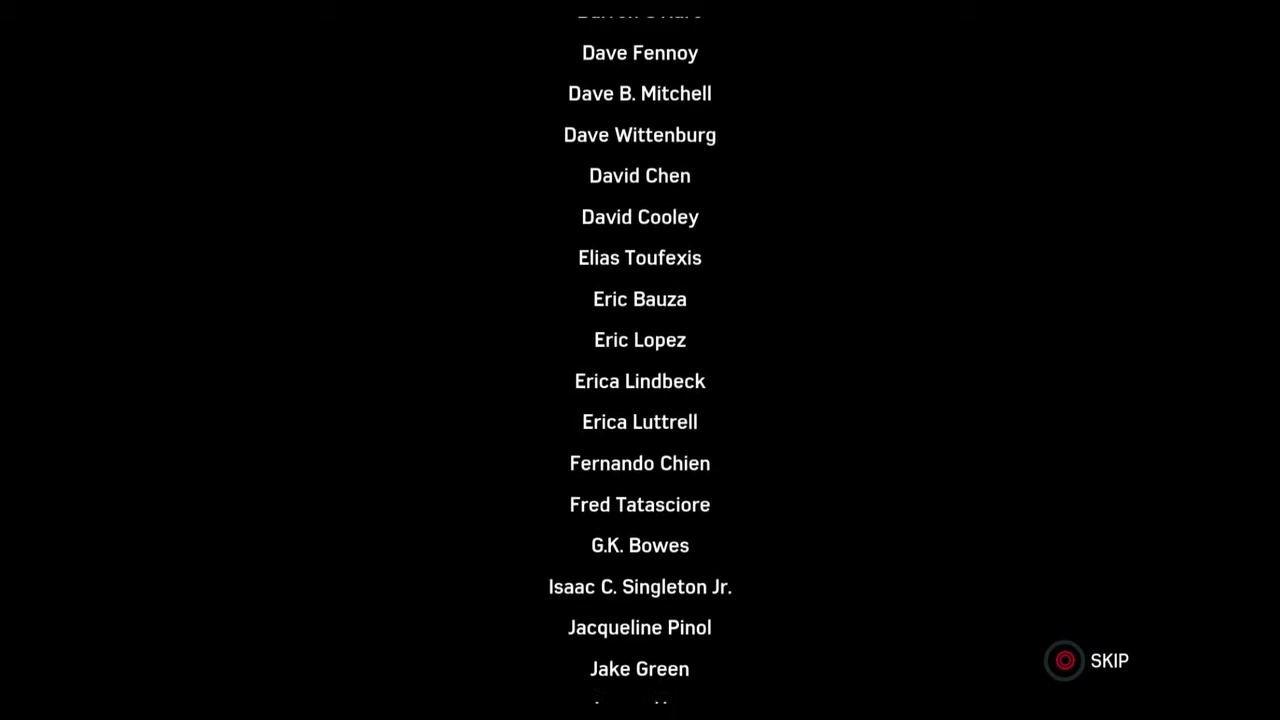 Dave Fennoy
Dave B. Mitchell
Dave Wittenburg
David Chen
David Cooley
Elias Toufexis
Eric Bauza
Eric Lopez
Erica Lindbeck
Erica Luttrell
Fernando Chien
Fred Tatasciore
G.K. Bowes
Isaac C. Singleton Jr.
Jacqueline Pinol
Jake Green
SKIP